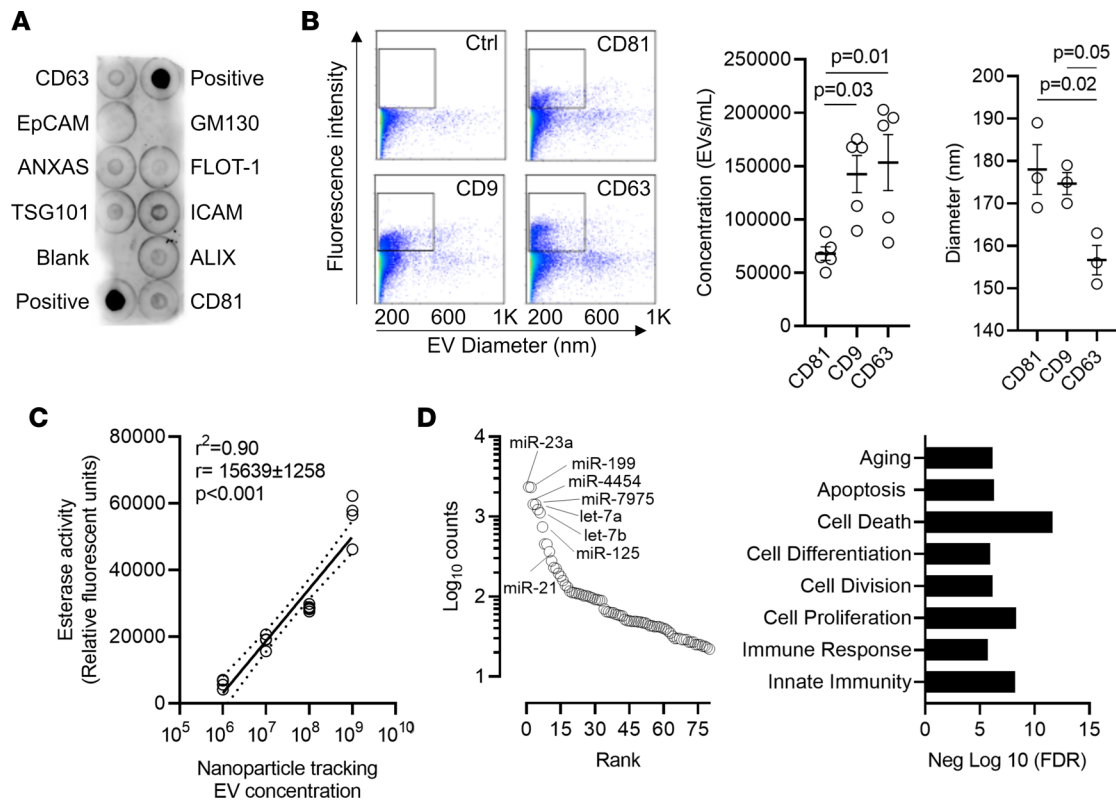 A
CD63
Positive
EpCAM
GM130
ANXAS
FLOT-1
TSG101
ICAM
Blank
ALIX
Positive
CD81
B
Fluorescence intensity
Ctrl
CD81
CD9
CD63
200 600 1K 200 600 1K
EV Diameter (nm)
Concentration (EVs/mL)
250000
200000
150000
100000
50000
0
p=0.01
p=0.03
CD81
CD9
CD63
Diameter (nm)
200
190
180
170
160
150
140
p=0.05
p=0.02
CD81
CD9
CD63
C
Esterase activity
(Relative fluorescent units)
80000
60000
40000
20000
0
r²=0.90
r= 15639±1258
p<0.001
10⁵ 10⁶ 10⁷ 10⁸ 10⁹ 10¹⁰
Nanoparticle tracking
EV concentration
D
Log₁₀ counts
4
3
2
1
miR-23a
miR-199
miR-4454
miR-7975
let-7a
let-7b
miR-125
miR-21
0 15 30 45 60 75
Rank
Aging
Apoptosis
Cell Death
Cell Differentiation
Cell Division
Cell Proliferation
Immune Response
Innate Immunity
0 5 10 15
Neg Log 10 (FDR)